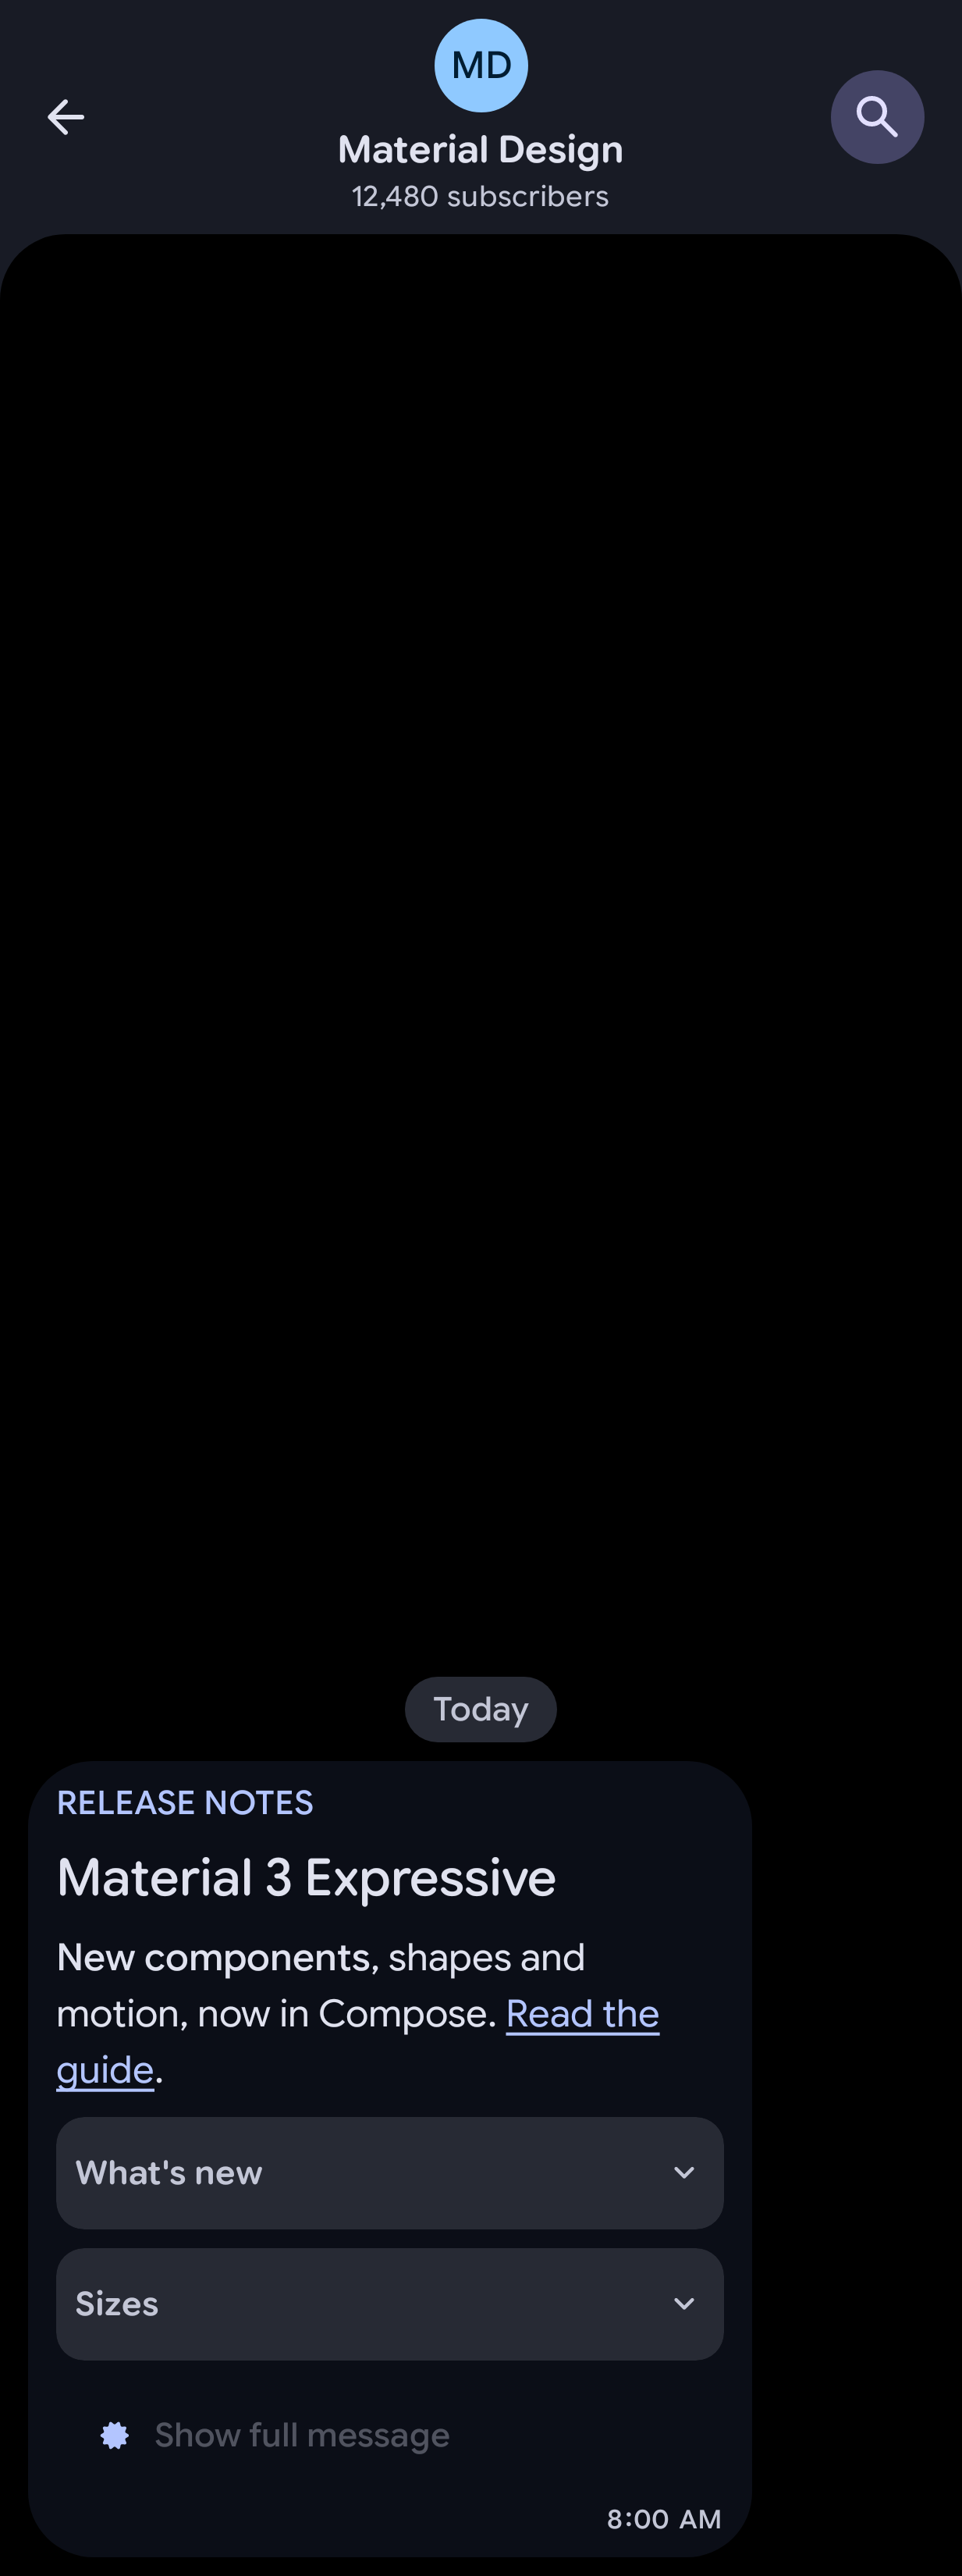 MD
Material Design
12,480 subscribers
Today
RELEASE NOTES
Material 3 Expressive
New components, shapes and
motion, now in Compose. Read the
guide.
What's new
Sizes
Show full message
8:00 AM